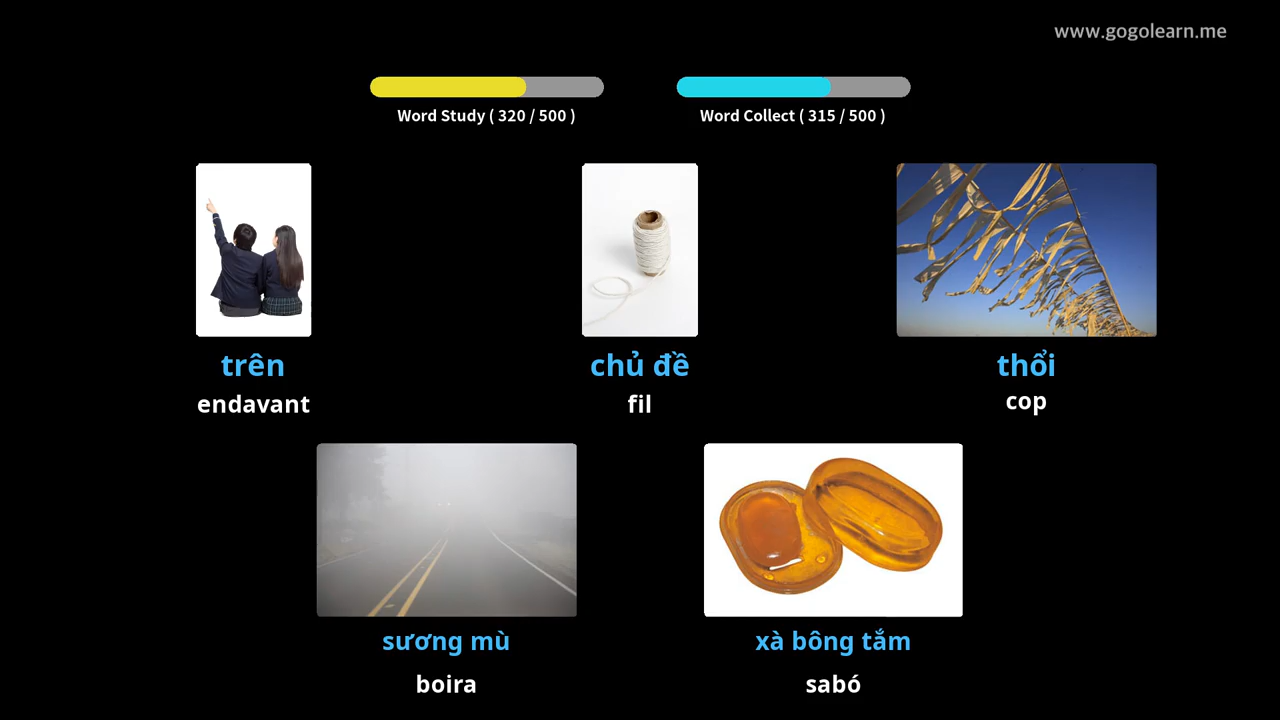 www.gogolearn.me
Word Study ( 320 / 500 )
Word Collect ( 315 / 500 )
trên
chủ đề
thổi
endavant
fil
cop
sương mù
xà bông tắm
boira
sabó